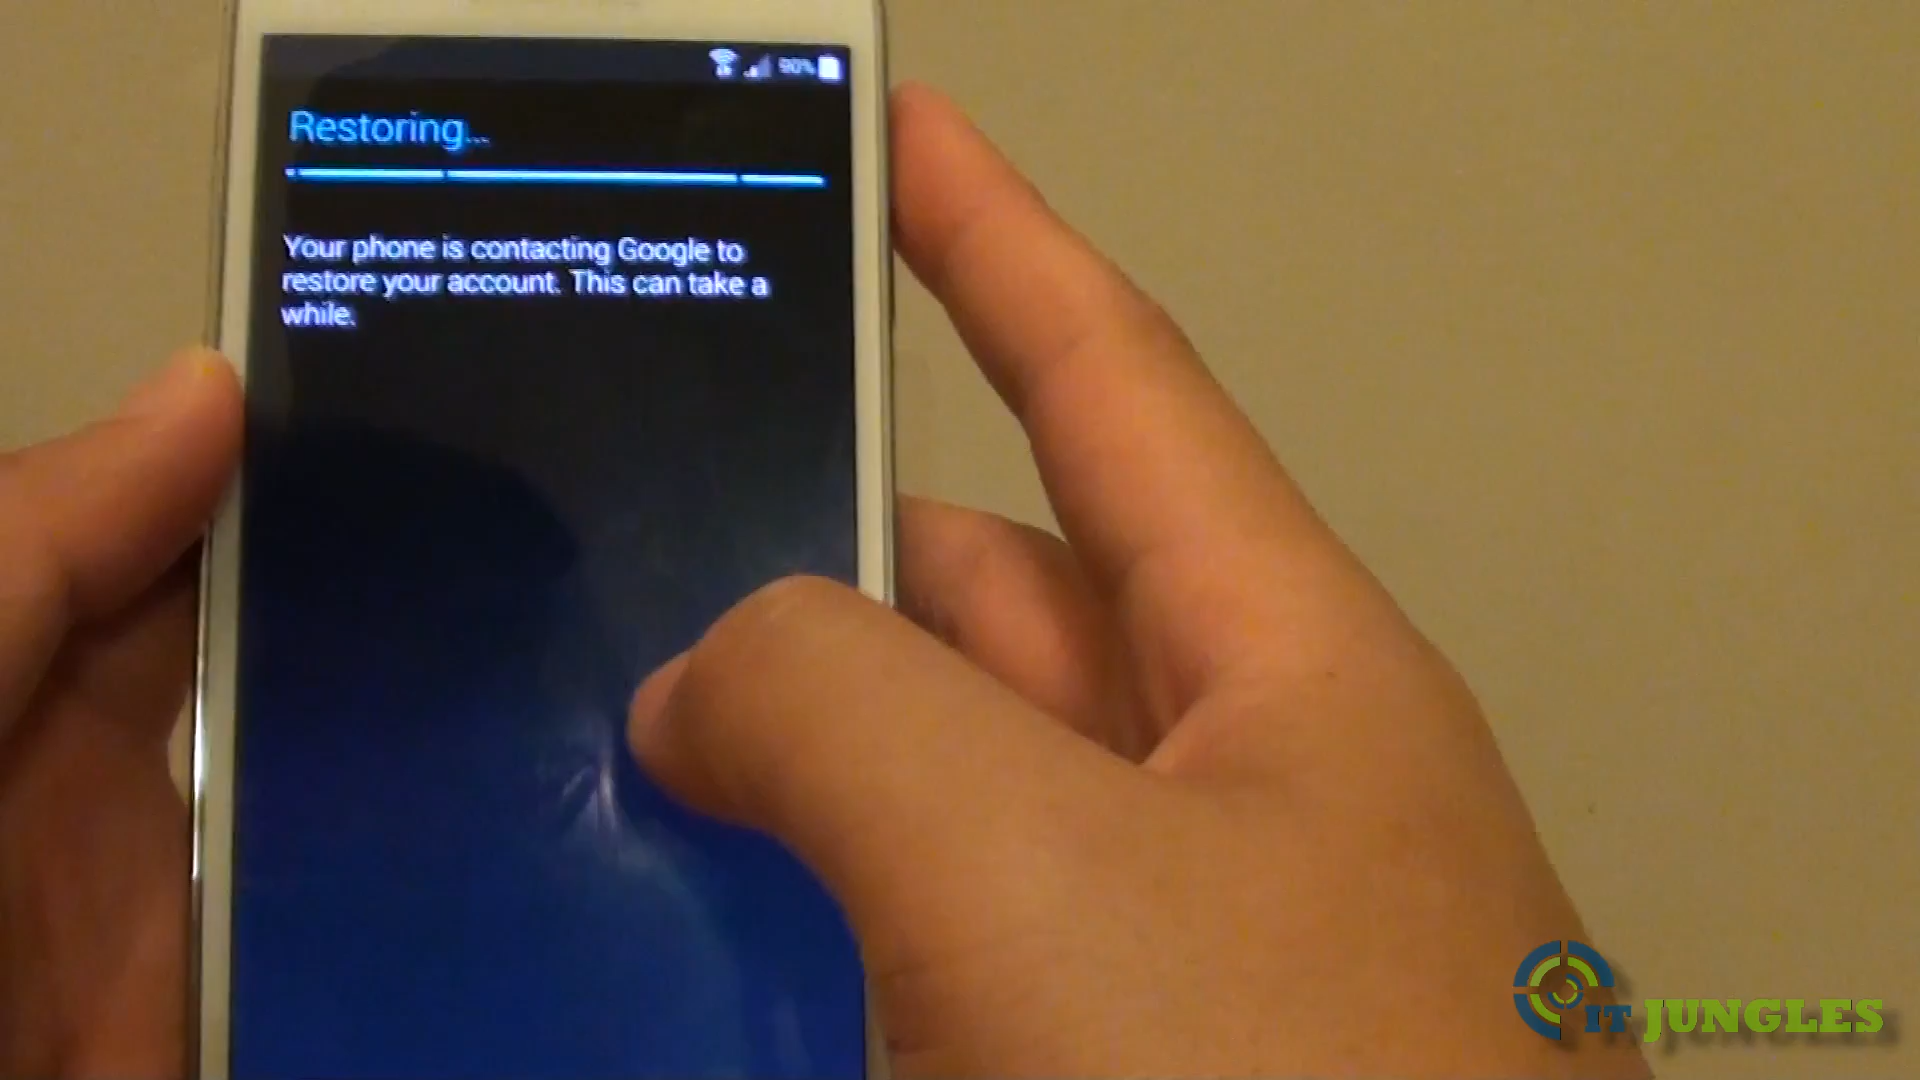 90%
Restoring...
Your phone is contacting Google to
restore your account. This can take a
while.
IT JUNGLES